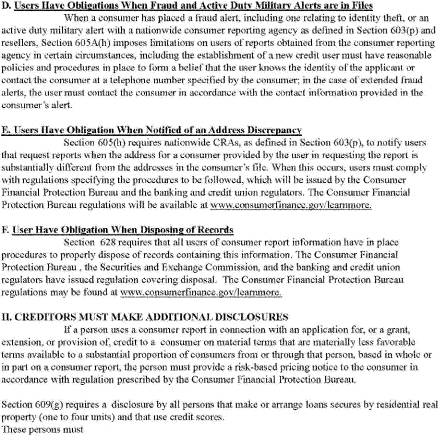 D. Users Have Obligations When Fraud and Active Duty Military Alerts are in Files
When a consumer has placed a fraud alert, including one relating to identity theft, or an
active duty military alert with a nationwide consumer reporting agency as defined in Section 603(p) and
resellers, Section 605A(h) imposes limitations on users of reports obtained from the consumer reporting
agency in certain circumstances, including the establishment of a new credit user must have reasonable
policies and procedures in place to form a belief that the user knows the identity of the applicant or
contact the consumer at a telephone number specified by the consumer; in the case of extended fraud
alerts, the user must contact the consumer in accordance with the contact information provided in the
consumer's alert.
E. Users Have Obligation When Notified of an Address Discrepancy
Section 605(h) requires nationwide CRAs, as defined in Section 603(p), to notify users
that request reports when the address for a consumer provided by the user in requesting the report is
substantially different from the addresses in the consumer's file. When this occurs, users must comply
with regulations specifying the procedures to be followed, which will be issued by the Consumer
Financial Protection Bureau and the banking and credit union regulators. The Consumer Financial
Protection Bureau regulations will be available at www.consumerfinance.gov/learnmore.
F. User Have Obligation When Disposing of Records
Section 628 requires that all users of consumer report information have in place
procedures to properly dispose of records containing this information. The Consumer Financial
Protection Bureau , the Securities and Exchange Commission, and the banking and credit union
regulators have issued regulation covering disposal. The Consumer Financial Protection Bureau
regulations may be found at www.consumerfinance.gov/learnmore.
II. CREDITORS MUST MAKE ADDITIONAL DISCLOSURES
If a person uses a consumer report in connection with an application for, or a grant,
extension, or provision of, credit to a consumer on material terms that are materially less favorable
terms available to a substantial proportion of consumers from or through that person, based in whole or
in part on a consumer report, the person must provide a risk-based pricing notice to the consumer in
accordance with regulation prescribed by the Consumer Financial Protection Bureau.
Section 609(g) requires a disclosure by all persons that make or arrange loans secures by residential real
property (one to four units) and that use credit scores.
These persons must